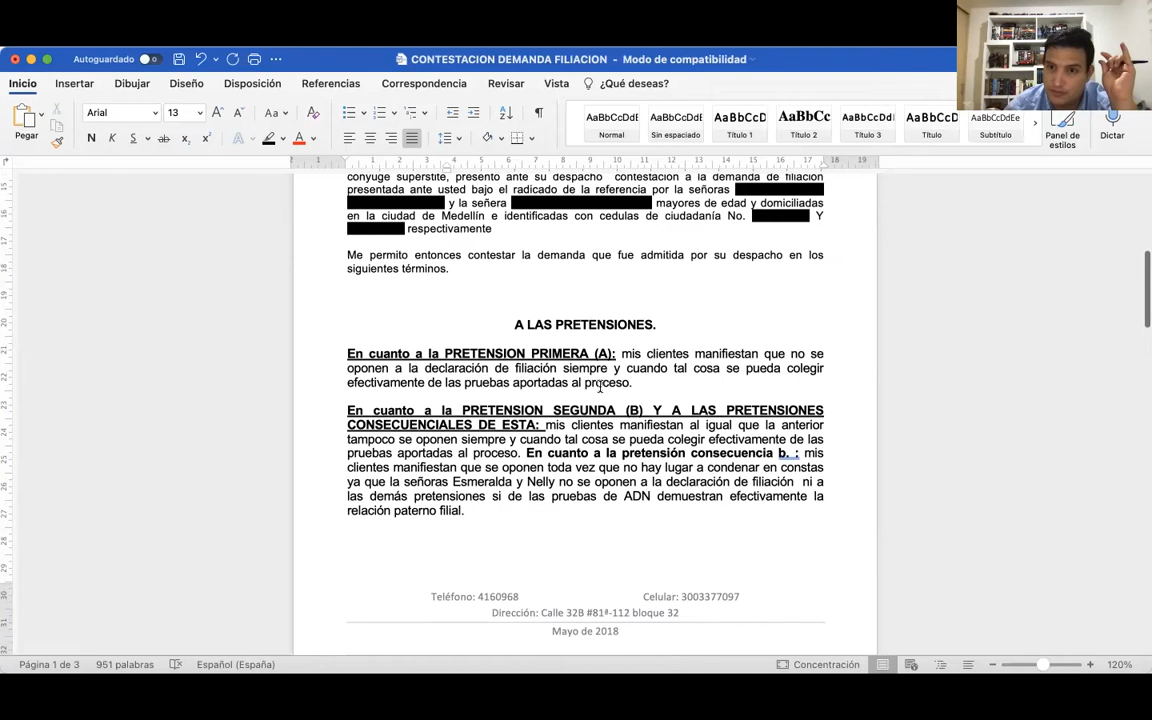 Autoguardado
CONTESTACION DEMANDA FILIACION - Modo de compatibilidad
Inicio Insertar Dibujar Diseño Disposición Referencias Correspondencia Revisar Vista ¿Qué deseas?
Pegar
Arial 13
AaBbCcDdEe AaBbCcDdEe AaBbCcD AaBbCc AaBbCcDdI AaBbCcD AaBbCcDdEe
Normal Sin espaciado Título 1 Título 2 Título 3 Título Subtítulo
Panel de estilos
Dictar
conyuge superstite, presento ante su despacho contestación a la demanda de filiación
presentada ante usted bajo el radicado de la referencia por la señoras
y la señera mayores de edad y domiciliadas
en la ciudad de Medellín e identificadas con cedulas de ciudadanía No. Y
respectivamente
Me permito entonces contestar la demanda que fue admitida por su despacho en los
siguientes términos.
A LAS PRETENSIONES.
En cuanto a la PRETENSION PRIMERA (A): mis clientes manifiestan que no se
oponen a la declaración de filiación siempre y cuando tal cosa se pueda colegir
efectivamente de las pruebas aportadas al proceso.
En cuanto a la PRETENSION SEGUNDA (B) Y A LAS PRETENSIONES
CONSECUENCIALES DE ESTA: mis clientes manifiestan al igual que la anterior
tampoco se oponen siempre y cuando tal cosa se pueda colegir efectivamente de las
pruebas aportadas al proceso. En cuanto a la pretensión consecuencia b. : mis
clientes manifiestan que se oponen toda vez que no hay lugar a condenar en constas
ya que la señoras Esmeralda y Nelly no se oponen a la declaración de filiación ni a
las demás pretensiones si de las pruebas de ADN demuestran efectivamente la
relación paterno filial.
Teléfono: 4160968 Celular: 3003377097
Dirección: Calle 32B #81ª-112 bloque 32
Mayo de 2018
Página 1 de 3 951 palabras Español (España) Concentración 120%